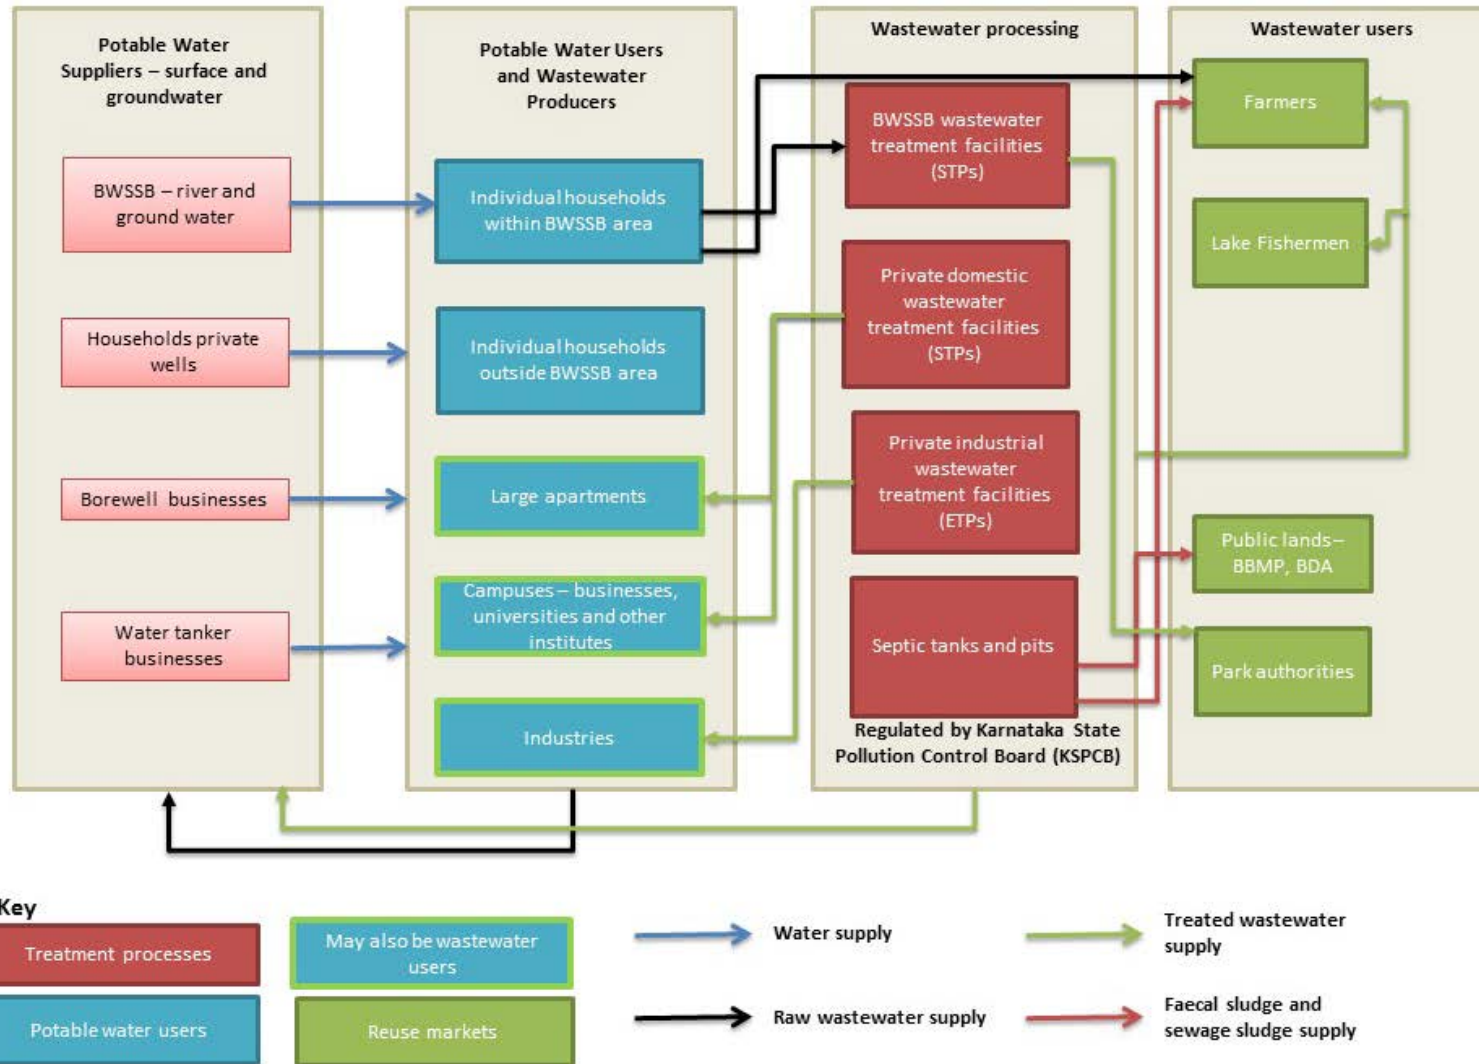 Potable Water
Suppliers – surface and
groundwater
BWSSB – river and
ground water
Households private
wells
Borewell businesses
Water tanker
businesses
Potable Water Users
and Wastewater
Producers
Individual households
within BWSSB area
Individual households
outside BWSSB area
Large apartments
Campuses – businesses,
universities and other
institutes
Industries
Wastewater processing
BWSSB wastewater
treatment facilities
(STPs)
Private domestic
wastewater
treatment facilities
(STPs)
Private industrial
wastewater
treatment facilities
(ETPs)
Septic tanks and pits
Regulated by Karnataka State
Pollution Control Board (KSPCB)
Wastewater users
Farmers
Lake Fishermen
Public lands–
BBMP, BDA
Park authorities
Key
Treatment processes
May also be wastewater
users
Potable water users
Reuse markets
Water supply
Raw wastewater supply
Treated wastewater
supply
Faecal sludge and
sewage sludge supply